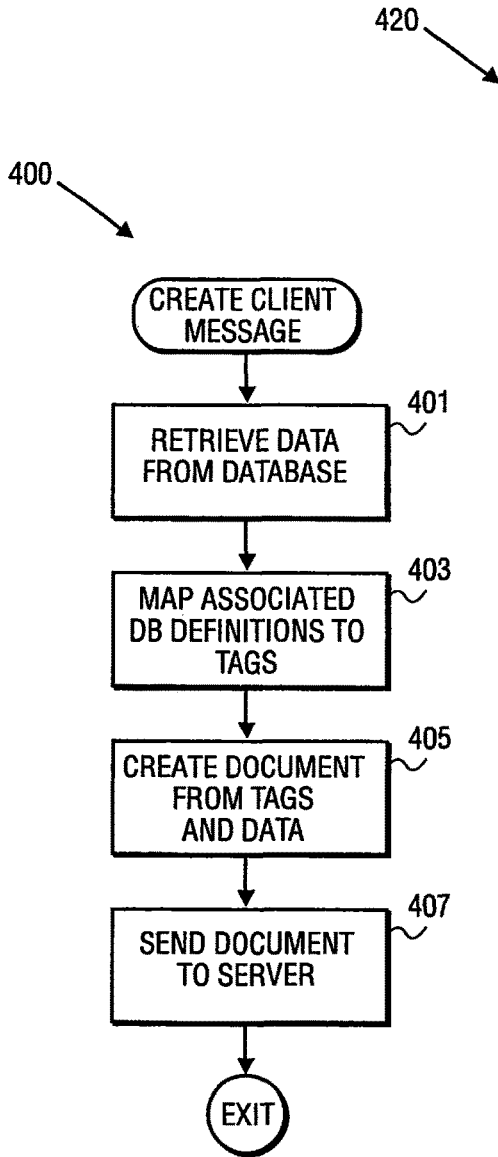 420
400
CREATE CLIENT
MESSAGE
401
RETRIEVE DATA
FROM DATABASE
403
MAP ASSOCIATED
DB DEFINITIONS TO
TAGS
405
CREATE DOCUMENT
FROM TAGS
AND DATA
407
SEND DOCUMENT
TO SERVER
EXIT